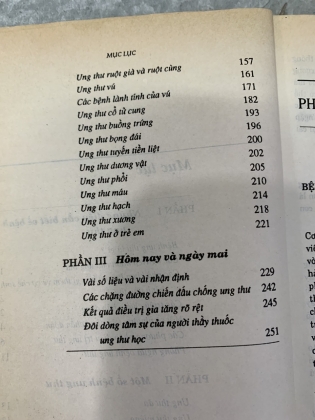 MỤC LỤC
Ung thư ruột già và ruột cùng 157
Ung thư vú 161
Các bệnh lành tính của vú 171
Ung thư cổ tử cung 182
Ung thư buồng trứng 193
Ung thư bọng đái 196
Ung thư tuyến tiền liệt 200
Ung thư dương vật 202
Ung thư phổi 205
Ung thư máu 210
Ung thư hạch 214
Ung thư xương 218
Ung thư ở trẻ em 221
PHẦN III Hôm nay và ngày mai
Vài số liệu và vài nhận định 229
Các chặng đường chiến đấu chống ung thư 242
Kết quả điều trị gia tăng rõ rệt 245
Đôi dòng tâm sự của người thầy thuốc
ung thư học 251
PH
BỆ